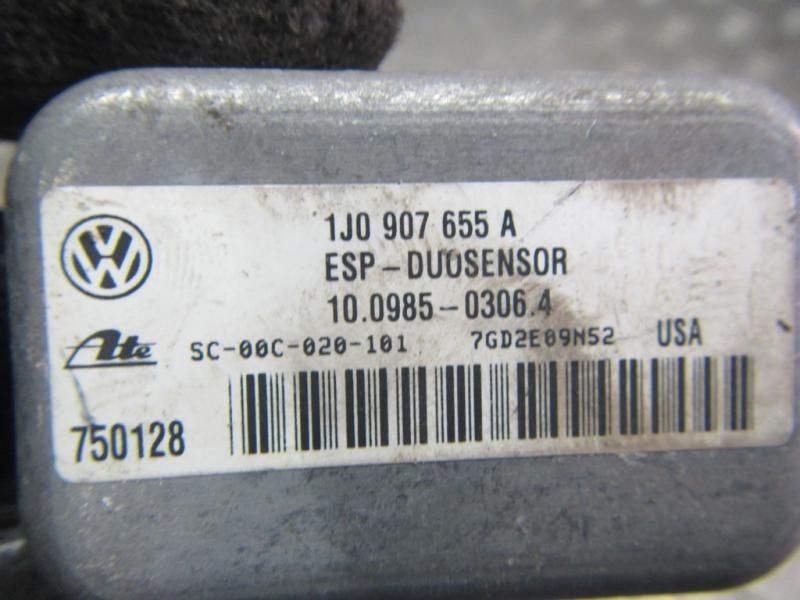 1J0 907 655 A
ESP-DUOSENSOR
10.0985-0306.4
Ate SC-00C-020-101 7GD2E09N52 USA
750128